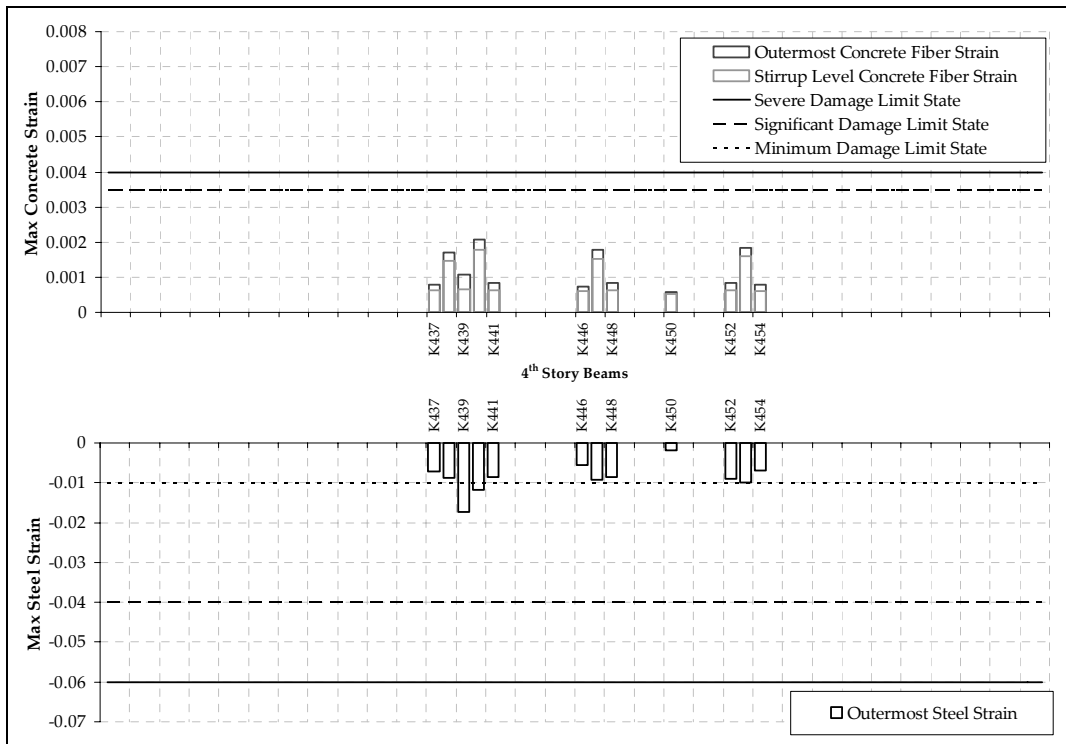 0.008
0.007
0.006
0.005
0.004
0.003
0.002
0.001
0
Max Concrete Strain
Outermost Concrete Fiber Strain
Stirrup Level Concrete Fiber Strain
Severe Damage Limit State
Significant Damage Limit State
Minimum Damage Limit State
K437
K439
K441
K446
K448
K450
K452
K454
4th Story Beams
K437
K439
K441
K446
K448
K450
K452
K454
0
-0.01
-0.02
-0.03
-0.04
-0.05
-0.06
-0.07
Max Steel Strain
Outermost Steel Strain